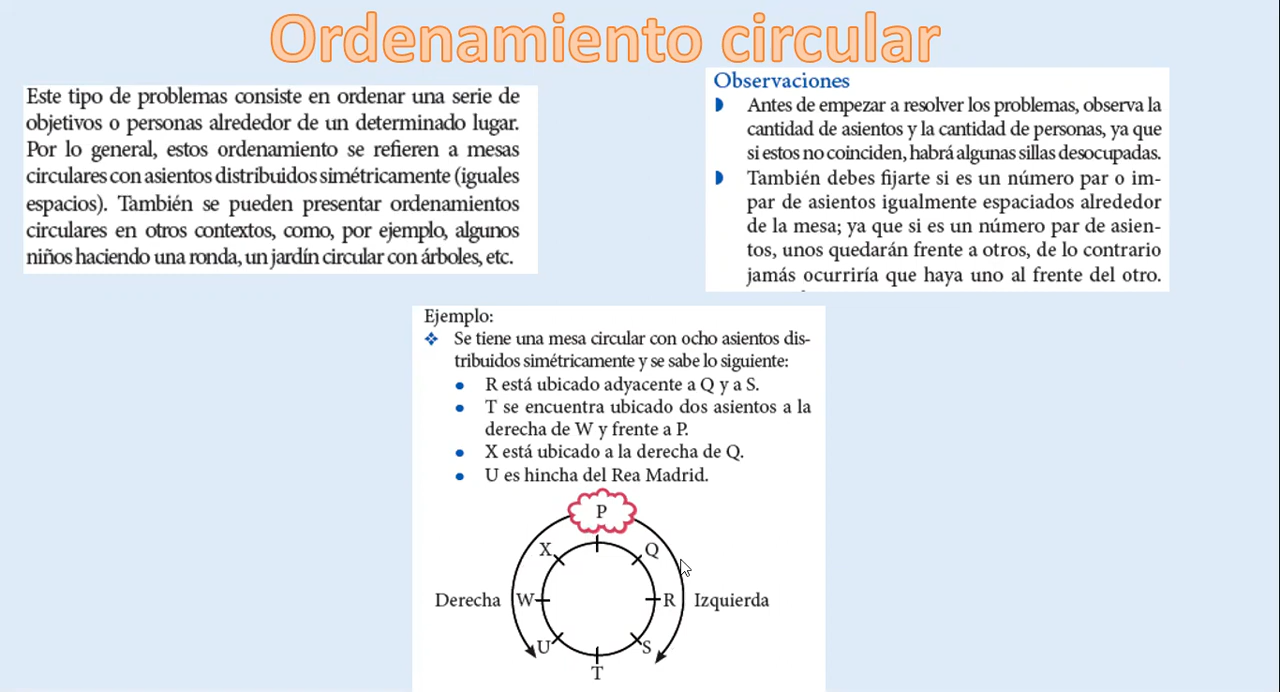 Ordenamiento circular
Este tipo de problemas consiste en ordenar una serie de
objetivos o personas alrededor de un determinado lugar.
Por lo general, estos ordenamiento se refieren a mesas
circulares con asientos distribuidos simétricamente (iguales
espacios). También se pueden presentar ordenamientos
circulares en otros contextos, como, por ejemplo, algunos
niños haciendo una ronda, un jardín circular con árboles, etc.
Observaciones
Antes de empezar a resolver los problemas, observa la
cantidad de asientos y la cantidad de personas, ya que
si estos no coinciden, habrá algunas sillas desocupadas.
También debes fijarte si es un número par o im-
par de asientos igualmente espaciados alrededor
de la mesa; ya que si es un número par de asien-
tos, unos quedarán frente a otros, de lo contrario
jamás ocurriría que haya uno al frente del otro.
Ejemplo:
Se tiene una mesa circular con ocho asientos dis-
tribuidos simétricamente y se sabe lo siguiente:
R está ubicado adyacente a Q y a S.
T se encuentra ubicado dos asientos a la
derecha de W y frente a P.
X está ubicado a la derecha de Q.
U es hincha del Rea Madrid.
P
X Q
Derecha W R Izquierda
U S
T